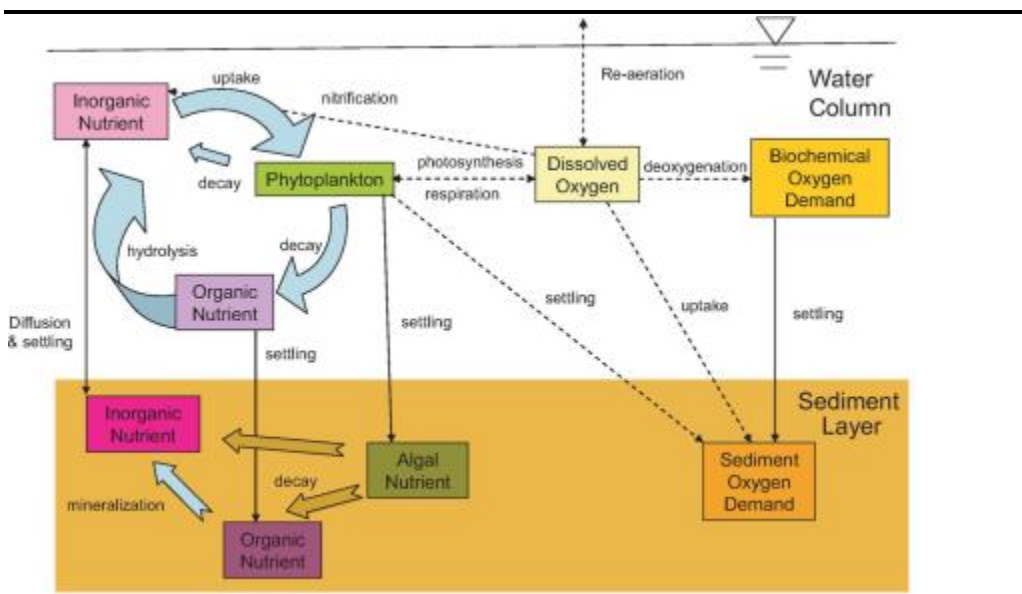 Re-aeration
Water
Column
uptake
Inorganic
Nutrient
nitrification
photosynthesis
respiration
Dissolved
Oxygen
deoxygenation
Biochemical
Oxygen
Demand
decay
Phytoplankton
hydrolysis
decay
Organic
Nutrient
Diffusion
& settling
settling
settling
settling
uptake
settling
Sediment
Layer
Inorganic
Nutrient
Algal
Nutrient
Sediment
Oxygen
Demand
decay
mineralization
Organic
Nutrient